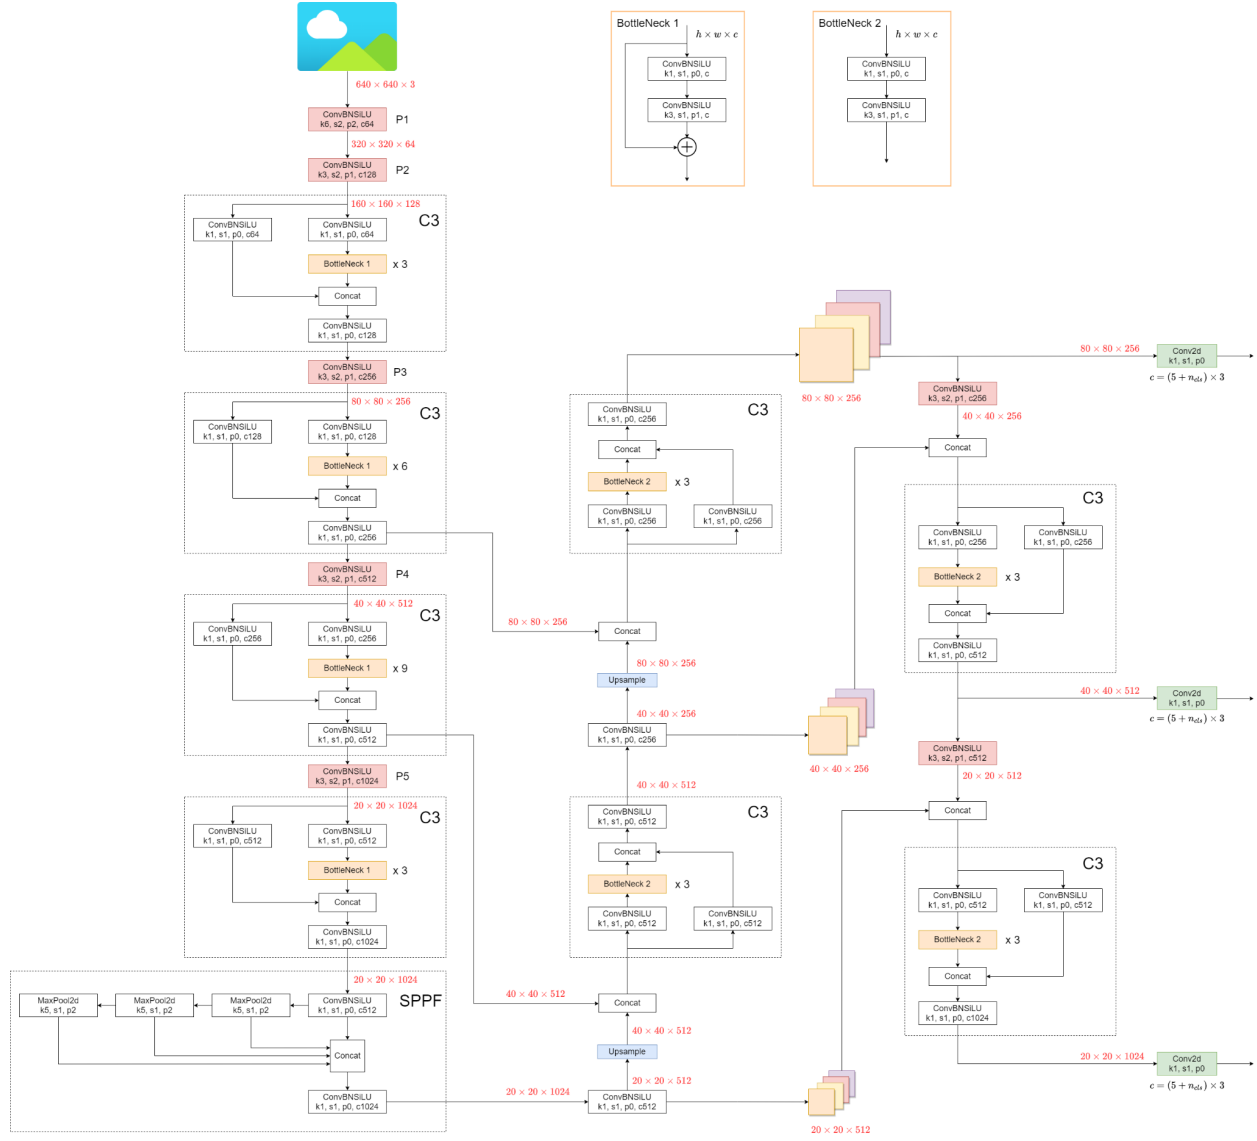 640 × 640 × 3
ConvBNSiLU
k6, s2, p2, c64
P1
320 × 320 × 64
ConvBNSiLU
k3, s2, p1, c128
P2
160 × 160 × 128
C3
ConvBNSiLU
k1, s1, p0, c64
ConvBNSiLU
k1, s1, p0, c64
BottleNeck 1
x 3
Concat
ConvBNSiLU
k1, s1, p0, c128
ConvBNSiLU
k3, s2, p1, c256
P3
80 × 80 × 256
C3
ConvBNSiLU
k1, s1, p0, c128
ConvBNSiLU
k1, s1, p0, c128
BottleNeck 1
x 6
Concat
ConvBNSiLU
k1, s1, p0, c256
ConvBNSiLU
k3, s2, p1, c512
P4
40 × 40 × 512
C3
ConvBNSiLU
k1, s1, p0, c256
ConvBNSiLU
k1, s1, p0, c256
BottleNeck 1
x 9
Concat
ConvBNSiLU
k1, s1, p0, c512
ConvBNSiLU
k3, s2, p1, c1024
P5
20 × 20 × 1024
C3
ConvBNSiLU
k1, s1, p0, c512
ConvBNSiLU
k1, s1, p0, c512
BottleNeck 1
x 3
Concat
ConvBNSiLU
k1, s1, p0, c1024
20 × 20 × 1024
SPPF
MaxPool2d
k5, s1, p2
MaxPool2d
k5, s1, p2
MaxPool2d
k5, s1, p2
ConvBNSiLU
k1, s1, p0, c512
Concat
ConvBNSiLU
k1, s1, p0, c1024
20 × 20 × 1024
BottleNeck 1
h × w × c
ConvBNSiLU
k1, s1, p0, c
ConvBNSiLU
k3, s1, p1, c
+
BottleNeck 2
h × w × c
ConvBNSiLU
k1, s1, p0, c
ConvBNSiLU
k3, s1, p1, c
C3
ConvBNSiLU
k1, s1, p0, c256
Concat
BottleNeck 2
x 3
ConvBNSiLU
k1, s1, p0, c256
ConvBNSiLU
k1, s1, p0, c256
80 × 80 × 256
Concat
80 × 80 × 256
Upsample
40 × 40 × 256
ConvBNSiLU
k1, s1, p0, c256
40 × 40 × 512
C3
ConvBNSiLU
k1, s1, p0, c512
Concat
BottleNeck 2
x 3
ConvBNSiLU
k1, s1, p0, c512
ConvBNSiLU
k1, s1, p0, c512
40 × 40 × 512
Concat
40 × 40 × 512
Upsample
20 × 20 × 512
ConvBNSiLU
k1, s1, p0, c512
80 × 80 × 256
40 × 40 × 256
20 × 20 × 512
80 × 80 × 256
Conv2d
k1, s1, p0
c = (5 + n_cls) × 3
ConvBNSiLU
k3, s2, p1, c256
40 × 40 × 256
Concat
C3
ConvBNSiLU
k1, s1, p0, c256
ConvBNSiLU
k1, s1, p0, c256
BottleNeck 2
x 3
Concat
ConvBNSiLU
k1, s1, p0, c512
40 × 40 × 512
Conv2d
k1, s1, p0
c = (5 + n_cls) × 3
ConvBNSiLU
k3, s2, p1, c512
20 × 20 × 512
Concat
C3
ConvBNSiLU
k1, s1, p0, c512
ConvBNSiLU
k1, s1, p0, c512
BottleNeck 2
x 3
Concat
ConvBNSiLU
k1, s1, p0, c1024
20 × 20 × 1024
Conv2d
k1, s1, p0
c = (5 + n_cls) × 3